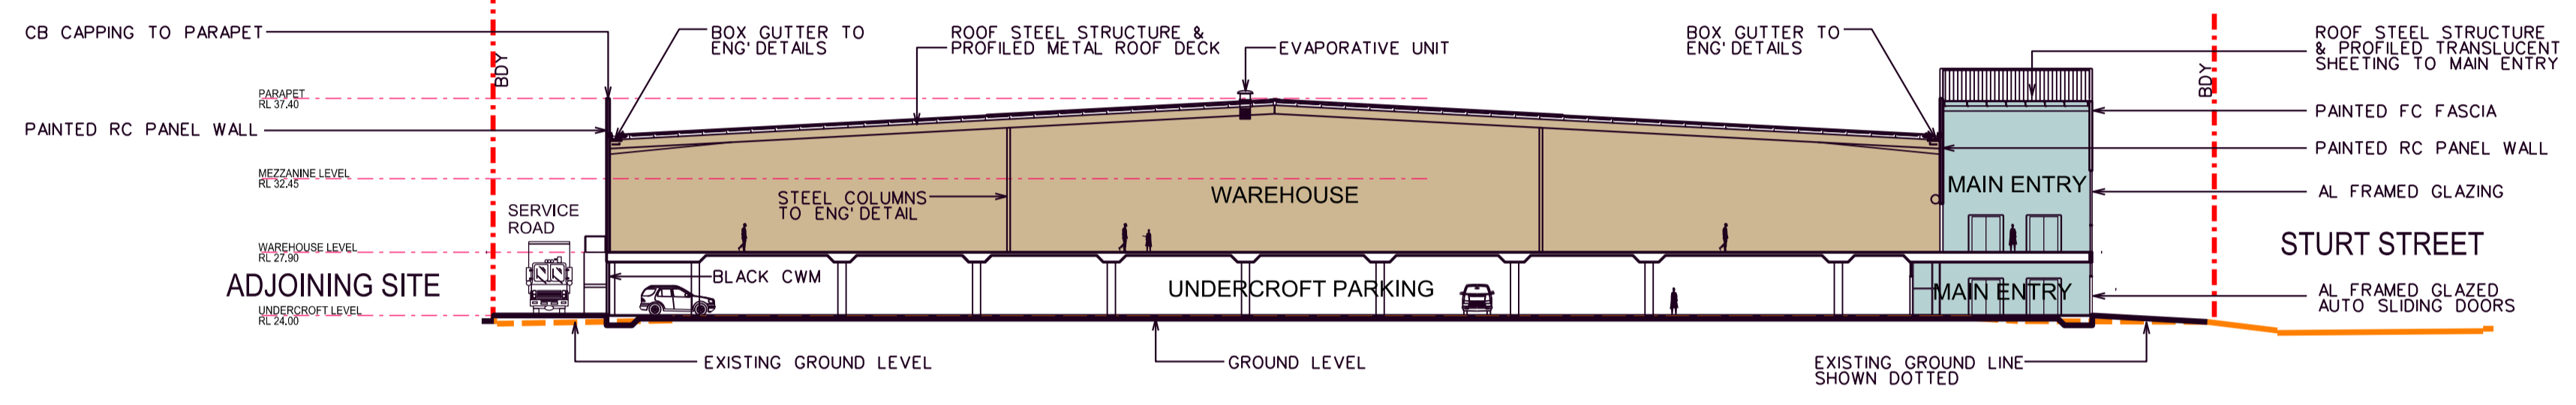 CB CAPPING TO PARAPET
BDY
BOX GUTTER TO
ENG' DETAILS
ROOF STEEL STRUCTURE &
PROFILED METAL ROOF DECK
EVAPORATIVE UNIT
BOX GUTTER TO
ENG' DETAILS
BDY
ROOF STEEL STRUCTURE
& PROFILED TRANSLUCENT
SHEETING TO MAIN ENTRY
PARAPET
RL 37.40
PAINTED FC FASCIA
PAINTED RC PANEL WALL
PAINTED RC PANEL WALL
MEZZANINE LEVEL
RL 32.45
STEEL COLUMNS
TO ENG' DETAIL
WAREHOUSE
MAIN ENTRY
AL FRAMED GLAZING
SERVICE
ROAD
WAREHOUSE LEVEL
RL 27.90
STURT STREET
ADJOINING SITE
BLACK CWM
UNDERCROFT PARKING
MAIN ENTRY
AL FRAMED GLAZED
AUTO SLIDING DOORS
UNDERCROFT LEVEL
RL 24.00
EXISTING GROUND LEVEL
GROUND LEVEL
EXISTING GROUND LINE
SHOWN DOTTED